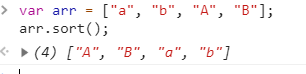 > var arr = ["a", "b", "A", "B"];
arr.sort();
< ▸ (4) ["A", "B", "a", "b"]